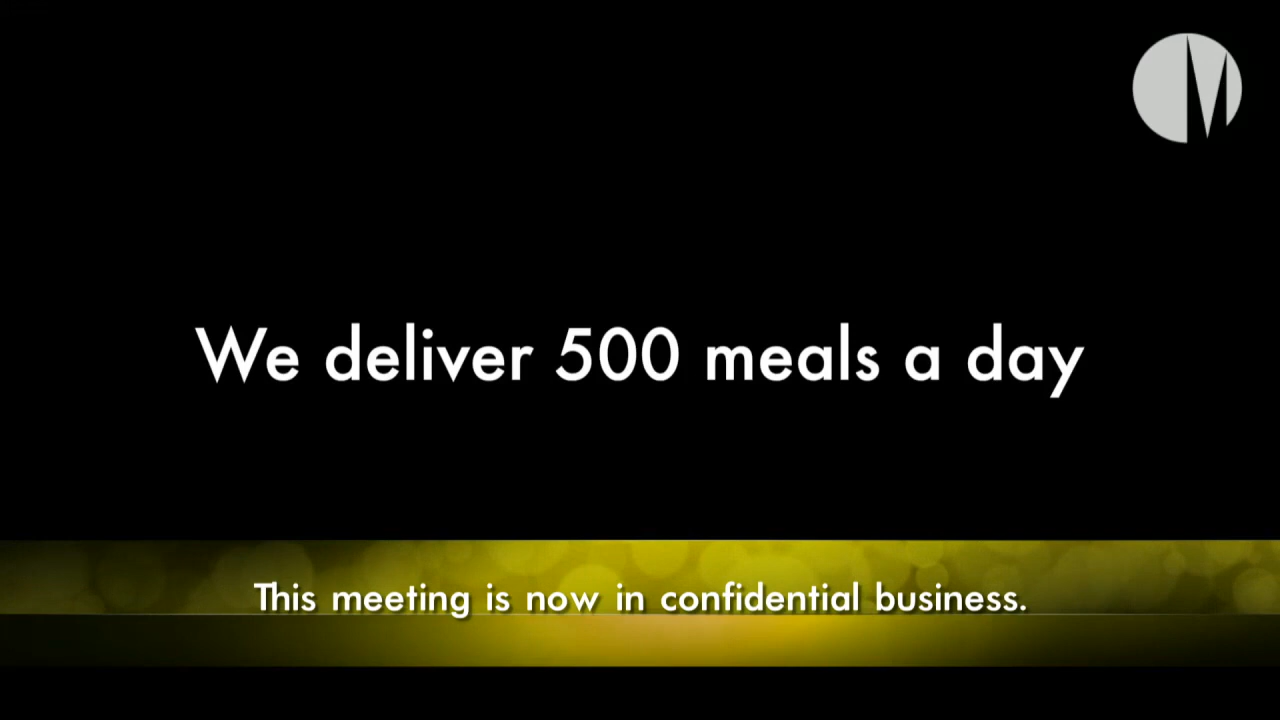 We deliver 500 meals a day
This meeting is now in confidential business.